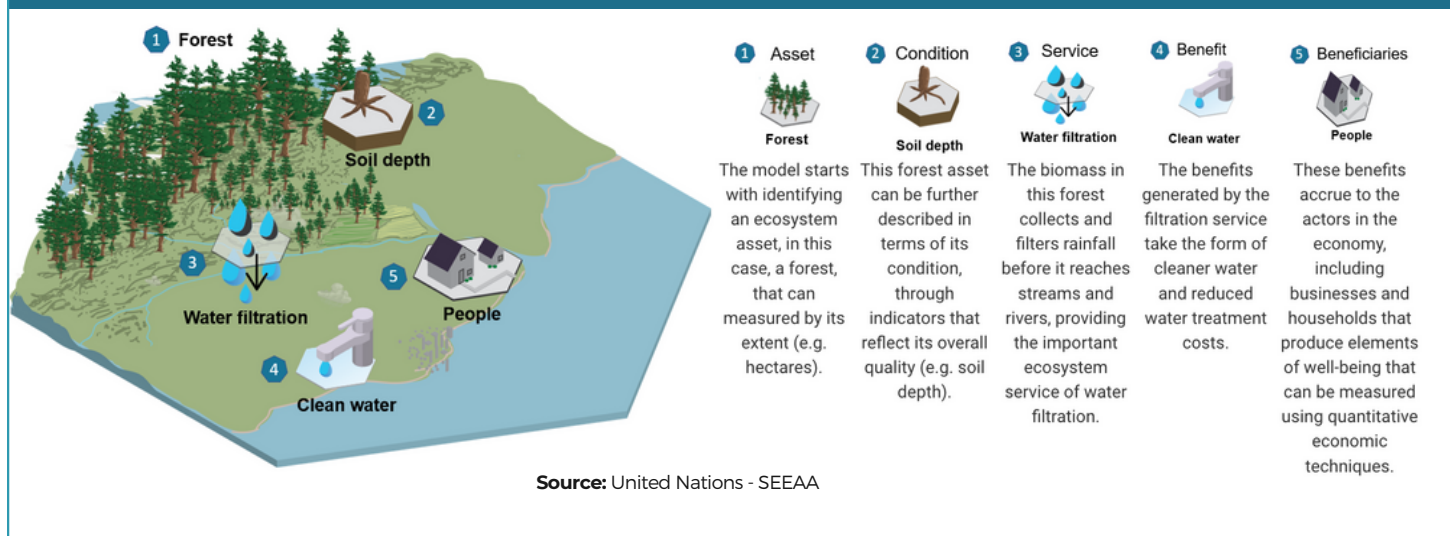 1 Forest
2
Soil depth
3
Water filtration
4
Clean water
5
People
1 Asset
Forest
The model starts
with identifying
an ecosystem
asset, in this
case, a forest,
that can
measured by its
extent (e.g.
hectares).
2 Condition
Soil depth
This forest asset
can be further
described in
terms of its
condition,
through
indicators that
reflect its overall
quality (e.g. soil
depth).
3 Service
Water filtration
The biomass in
this forest
collects and
filters rainfall
before it reaches
streams and
rivers, providing
the important
ecosystem
service of water
filtration.
4 Benefit
Clean water
The benefits
generated by the
filtration service
take the form of
cleaner water
and reduced
water treatment
costs.
5 Beneficiaries
People
These benefits
accrue to the
actors in the
economy,
including
businesses and
households that
produce elements
of well-being that
can be measured
using quantitative
economic
techniques.
Source: United Nations - SEEAA